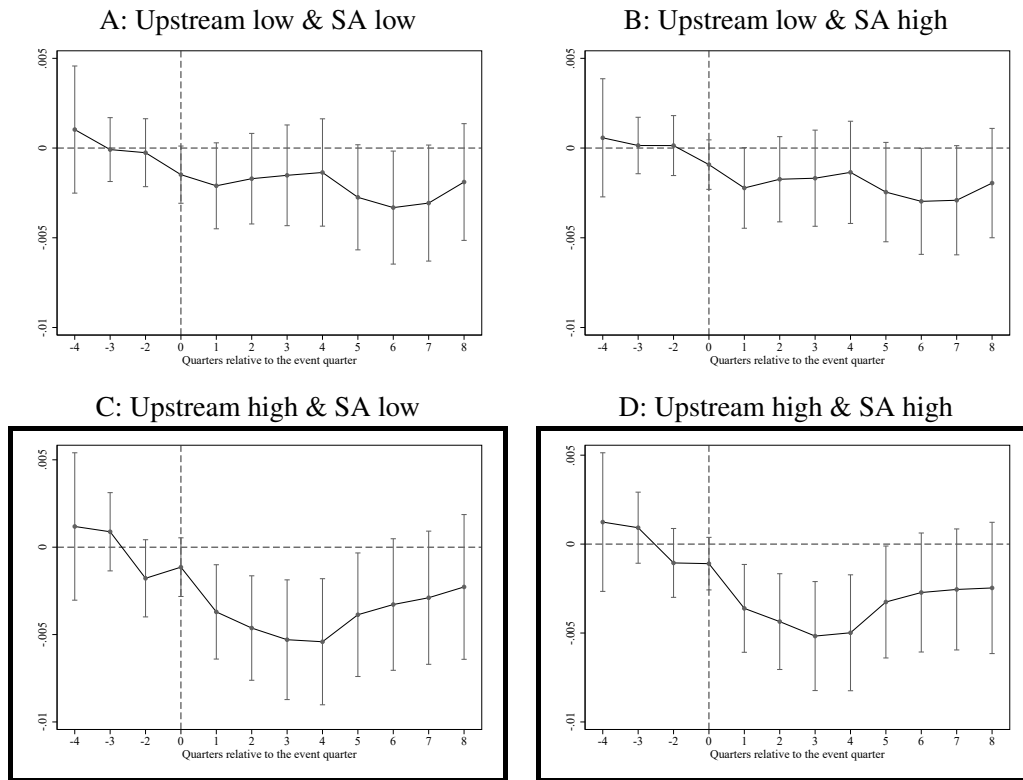 A: Upstream low & SA low
.005
0
-.005
-.01
-4 -3 -2 0 1 2 3 4 5 6 7 8
Quarters relative to the event quarter
B: Upstream low & SA high
.005
0
-.005
-.01
-4 -3 -2 0 1 2 3 4 5 6 7 8
Quarters relative to the event quarter
C: Upstream high & SA low
.005
0
-.005
-.01
-4 -3 -2 0 1 2 3 4 5 6 7 8
Quarters relative to the event quarter
D: Upstream high & SA high
.005
0
-.005
-.01
-4 -3 -2 0 1 2 3 4 5 6 7 8
Quarters relative to the event quarter